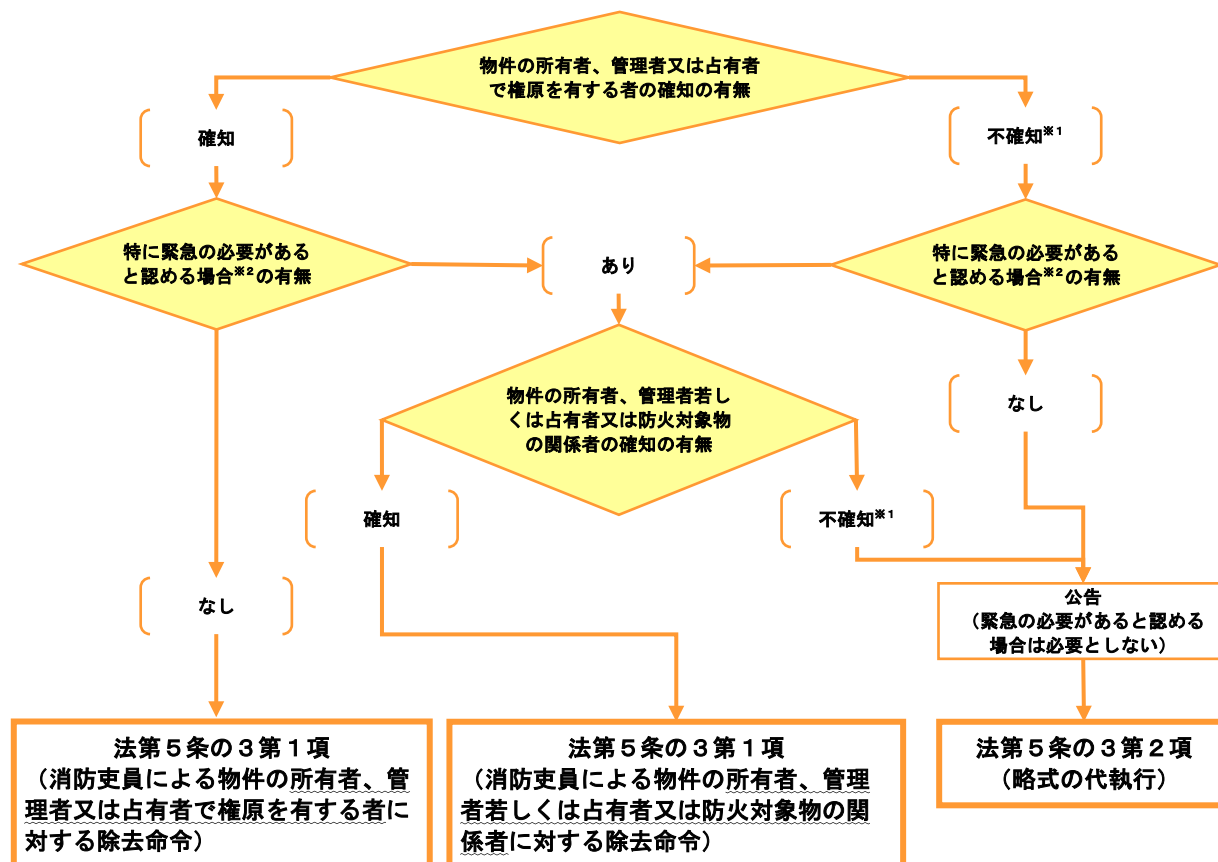 物件の所有者、管理者又は占有者
で権原を有する者の確知の有無
確知
不確知※1
特に緊急の必要がある
と認める場合※2の有無
あり
特に緊急の必要がある
と認める場合※2の有無
物件の所有者、管理者若し
くは占有者又は防火対象物
の関係者の確知の有無
なし
確知
不確知※1
なし
公告
（緊急の必要があると認める
場合は必要としない）
法第５条の３第１項
（消防吏員による物件の所有者、管
理者又は占有者で権原を有する者に
対する除去命令）
法第５条の３第１項
（消防吏員による物件の所有者、管理
者若しくは占有者又は防火対象物の関
係者に対する除去命令）
法第５条の３第２項
（略式の代執行）